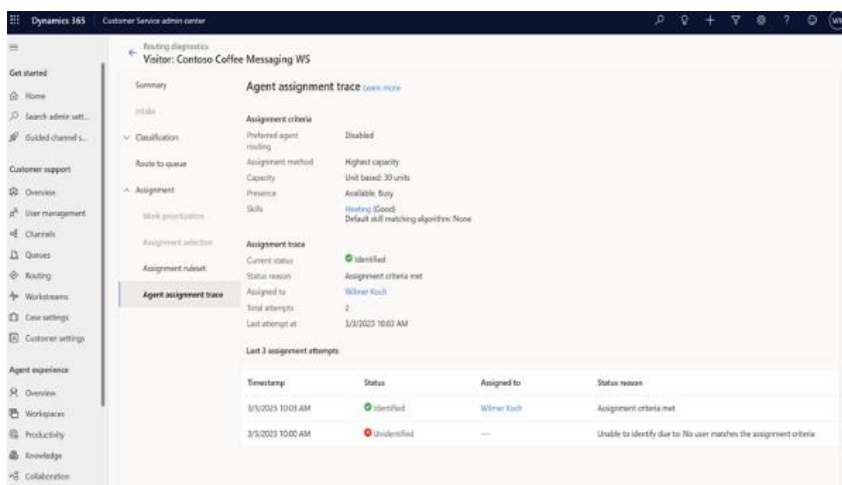 Dynamics 365 Customer Service admin center
Routing diagnostics
Visitor: Contoso Coffee Messaging WS
Get started
Home
Search admin sett...
Guided channel s...
Customer support
Overview
User management
Channels
Queues
Routing
Workstreams
Case settings
Customer settings
Agent experience
Overview
Workspaces
Productivity
Knowledge
Collaboration
Summary
Intake
Classification
Route to queue
Assignment
Work prioritization
Assignment selection
Assignment ruleset
Agent assignment trace
Agent assignment trace Learn more
Assignment criteria
Preferred agent routing Disabled
Assignment method Highest capacity
Capacity Unit based: 30 units
Presence Available, Busy
Skills Heating (Good)
Default skill matching algorithm: None
Assignment trace
Current status Identified
Status reason Assignment criteria met
Assigned to Wilmer Koch
Total attempts 2
Last attempt at 3/3/2023 10:03 AM
Last 3 assignment attempts
Timestamp Status Assigned to Status reason
3/3/2023 10:03 AM Identified Wilmer Koch Assignment criteria met
3/3/2023 10:00 AM Unidentified --- Unable to identify due to: No user matches the assignment criteria